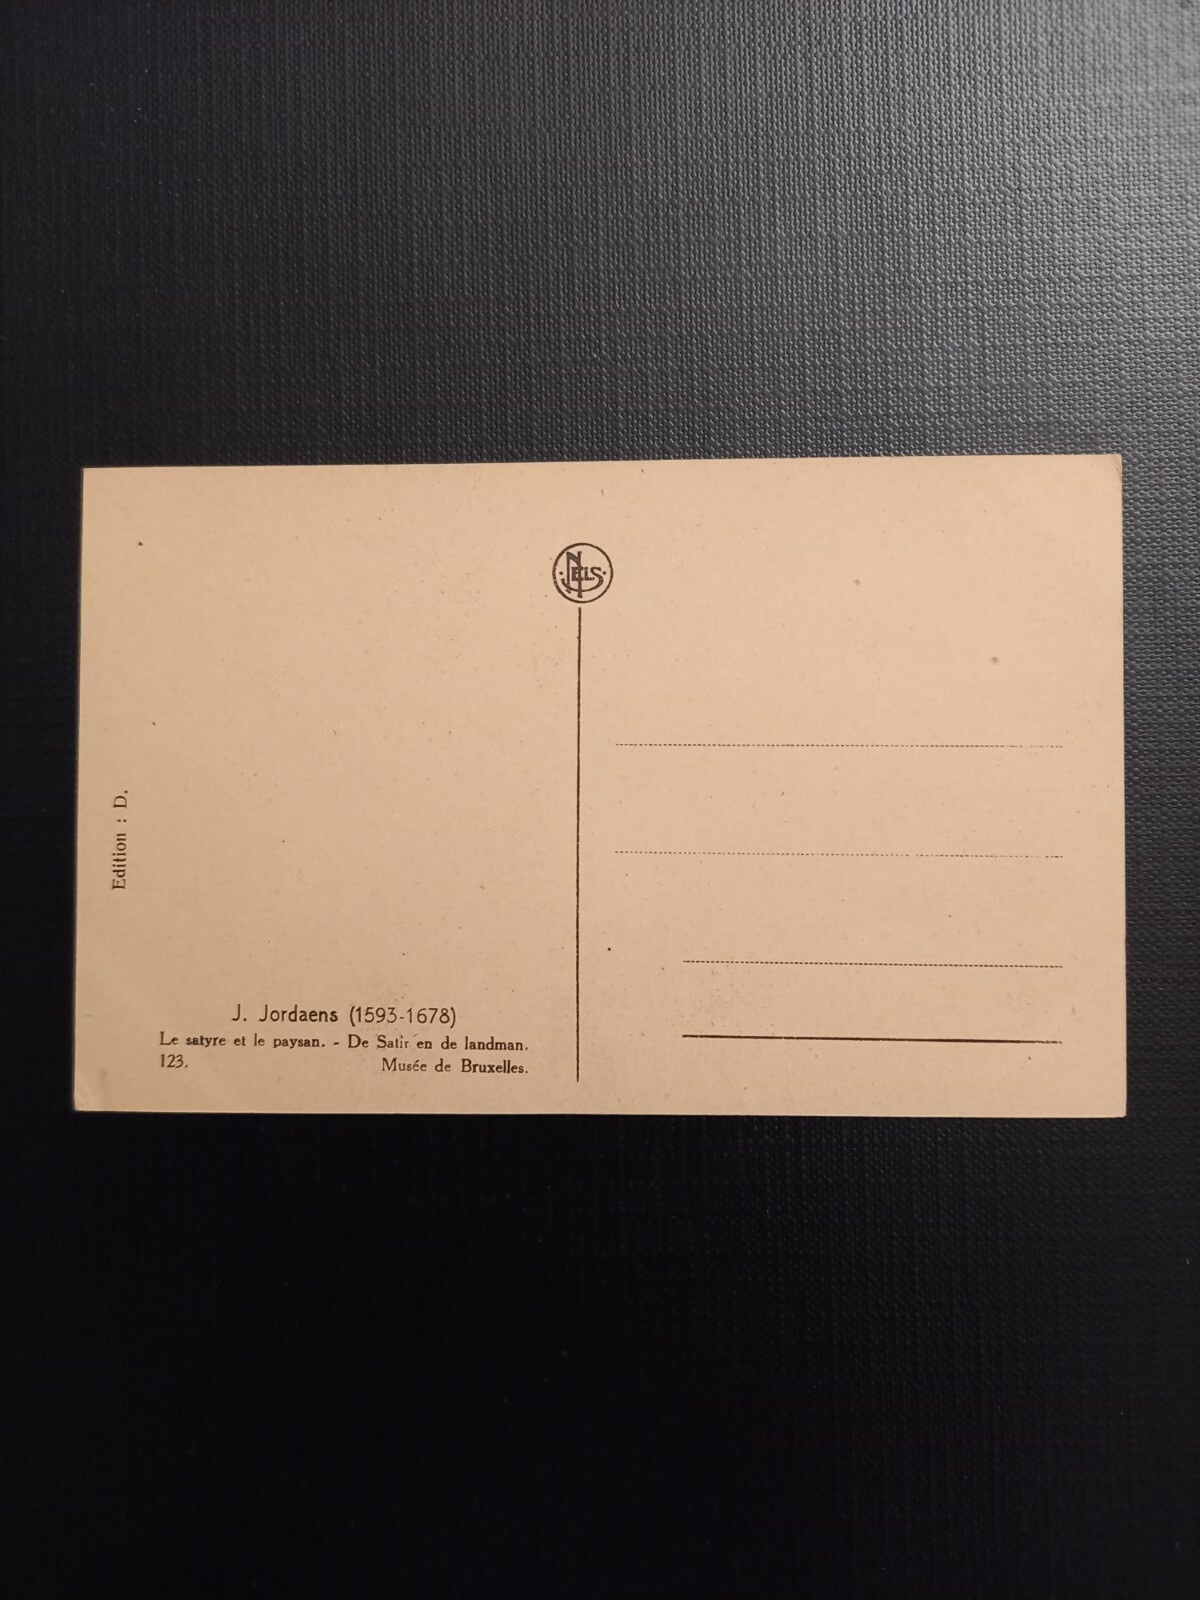 NELS
Edition : D.
J. Jordaens (1593-1678)
Le satyre et le paysan. - De Satir en de landman.
123. Musée de Bruxelles.